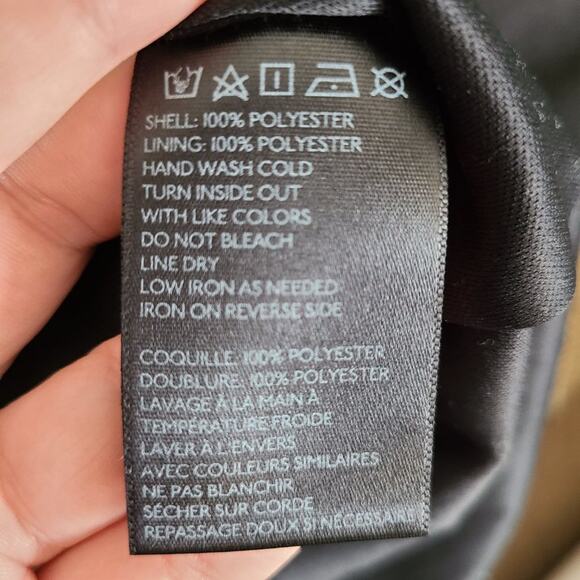 SHELL: 100% POLYESTER
LINING: 100% POLYESTER
HAND WASH COLD
TURN INSIDE OUT
WITH LIKE COLORS
DO NOT BLEACH
LINE DRY
LOW IRON AS NEEDED
IRON ON REVERSE SIDE
COQUILLE: 100% POLYESTER
DOUBLURE: 100% POLYESTER
LAVAGE À LA MAIN À
TEMPÉRATURE FROIDE
LAVER À L'ENVERS
AVEC COULEURS SIMILAIRES
NE PAS BLANCHIR
SÉCHER SUR CORDE
REPASSAGE DOUX SI NÉCESSAIRE